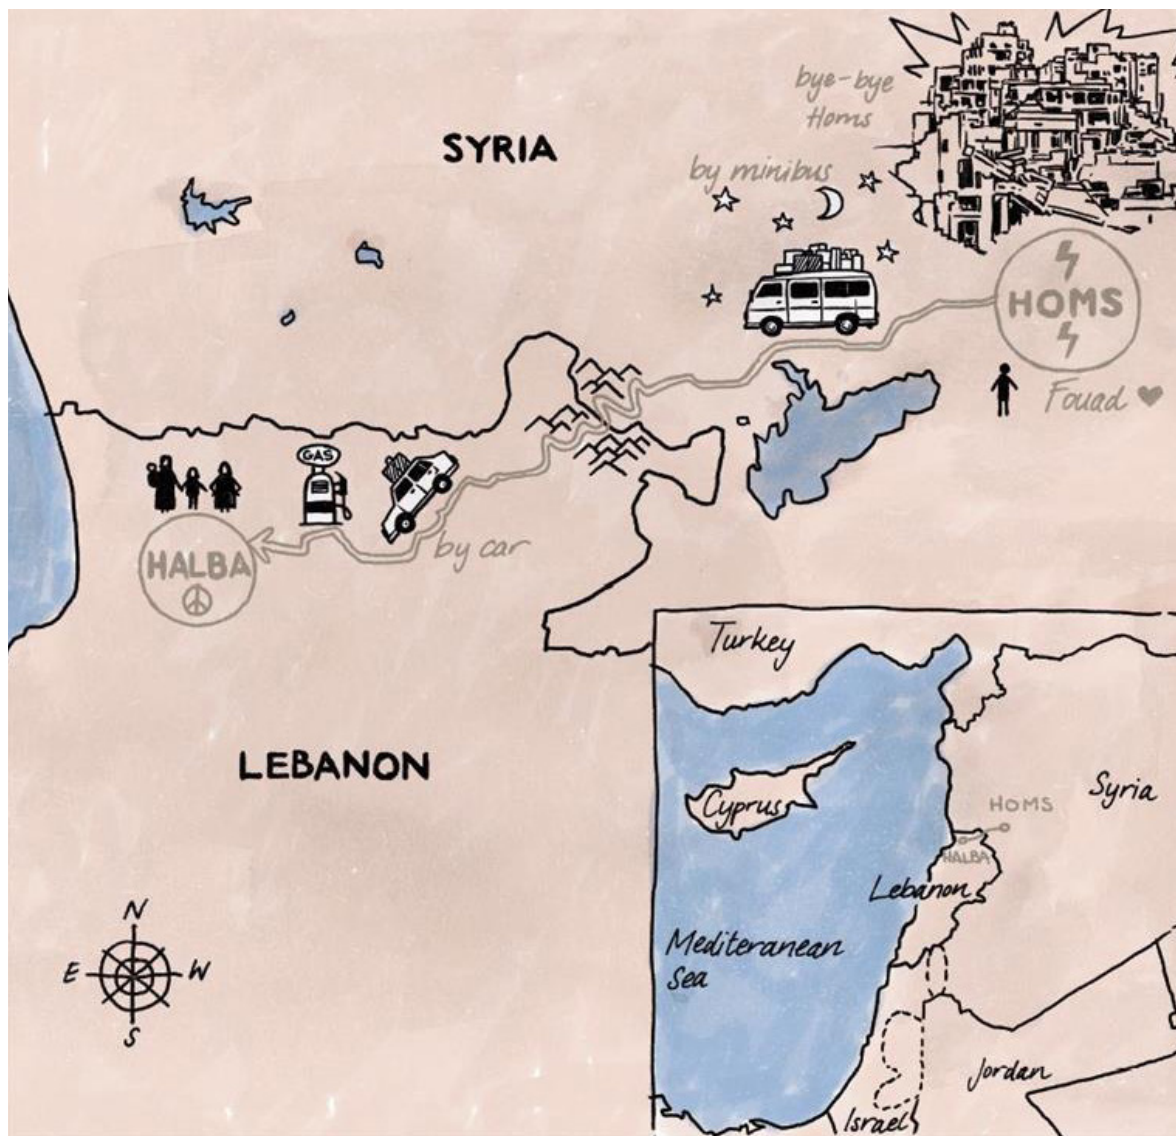 bye-bye
Homs
SYRIA
by minibus
HOMS
Fouad
GAS
HALBA
by car
LEBANON
N
E W
S
Turkey
Cyprus
Syria
HOMS
HALBA
Lebanon
Mediteranean
Sea
Jordan
Israel